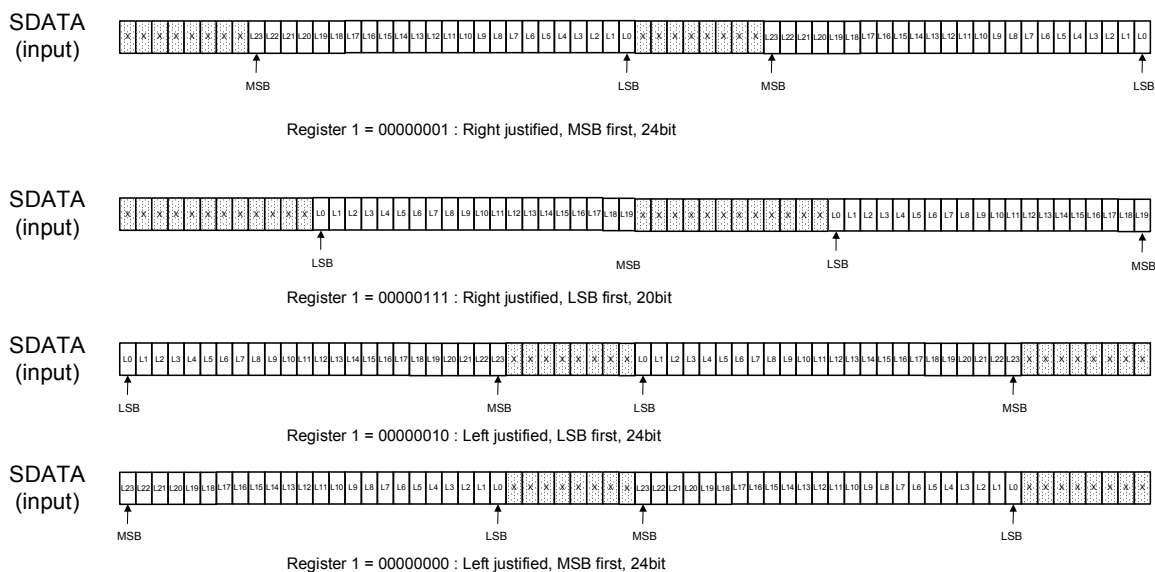 SDATA
(input)
X X X X X X X X L23 L22 L21 L20 L19 L18 L17 L16 L15 L14 L13 L12 L11 L10 L9 L8 L7 L6 L5 L4 L3 L2 L1 L0 X X X X X X X X L23 L22 L21 L20 L19 L18 L17 L16 L15 L14 L13 L12 L11 L10 L9 L8 L7 L6 L5 L4 L3 L2 L1 L0
MSB LSB MSB LSB
Register 1 = 00000001 : Right justified, MSB first, 24bit
SDATA
(input)
X X X X X X X X X X X X L0 L1 L2 L3 L4 L5 L6 L7 L8 L9 L10 L11 L12 L13 L14 L15 L16 L17 L18 L19 X X X X X X X X X X X X L0 L1 L2 L3 L4 L5 L6 L7 L8 L9 L10 L11 L12 L13 L14 L15 L16 L17 L18 L19
LSB MSB LSB MSB
Register 1 = 00000111 : Right justified, LSB first, 20bit
SDATA
(input)
L0 L1 L2 L3 L4 L5 L6 L7 L8 L9 L10 L11 L12 L13 L14 L15 L16 L17 L18 L19 L20 L21 L22 L23 X X X X X X X X L0 L1 L2 L3 L4 L5 L6 L7 L8 L9 L10 L11 L12 L13 L14 L15 L16 L17 L18 L19 L20 L21 L22 L23 X X X X X X X X
LSB MSB LSB MSB
Register 1 = 00000010 : Left justified, LSB first, 24bit
SDATA
(input)
L23 L22 L21 L20 L19 L18 L17 L16 L15 L14 L13 L12 L11 L10 L9 L8 L7 L6 L5 L4 L3 L2 L1 L0 X X X X X X X X L23 L22 L21 L20 L19 L18 L17 L16 L15 L14 L13 L12 L11 L10 L9 L8 L7 L6 L5 L4 L3 L2 L1 L0 X X X X X X X X
MSB LSB MSB LSB
Register 1 = 00000000 : Left justified, MSB first, 24bit